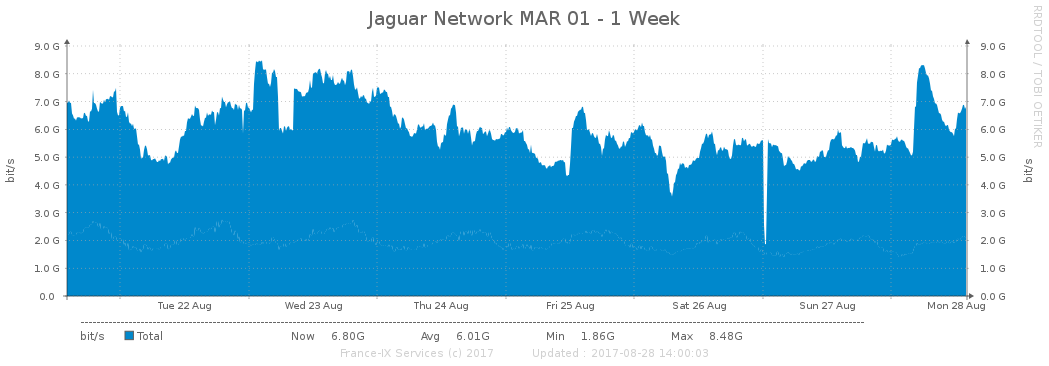 Jaguar Network MAR 01 - 1 Week
RRDTOOL / TOBI OETIKER
bit/s
9.0 G
8.0 G
7.0 G
6.0 G
5.0 G
4.0 G
3.0 G
2.0 G
1.0 G
0.0
9.0 G
8.0 G
7.0 G
6.0 G
5.0 G
4.0 G
3.0 G
2.0 G
1.0 G
0.0 G
bit/s
Tue 22 Aug Wed 23 Aug Thu 24 Aug Fri 25 Aug Sat 26 Aug Sun 27 Aug Mon 28 Aug
bit/s Total Now 6.80G Avg 6.01G Min 1.86G Max 8.48G
France-IX Services (c) 2017 Updated : 2017-08-28 14:00:03